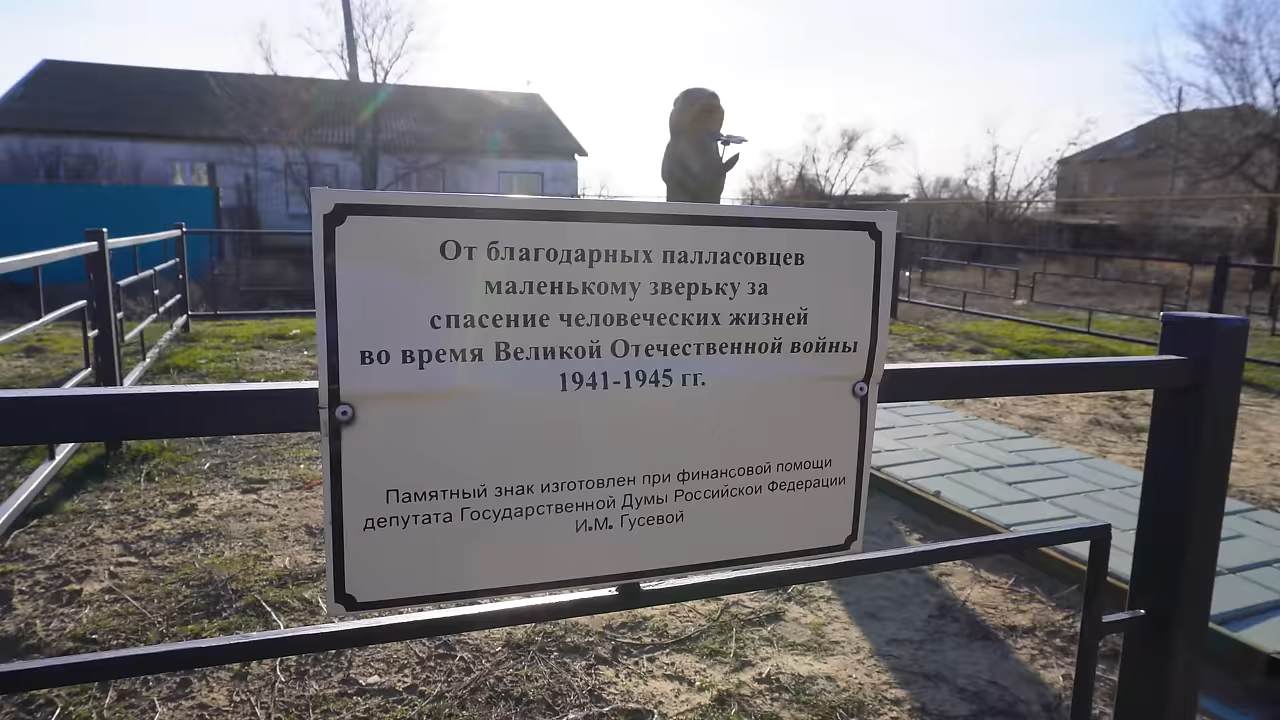 От благодарных палласовцев
маленькому зверьку за
спасение человеческих жизней
во время Великой Отечественной войны
1941-1945 гг.
Памятный знак изготовлен при финансовой помощи
депутата Государственной Думы Российской Федерации
И.М. Гусевой